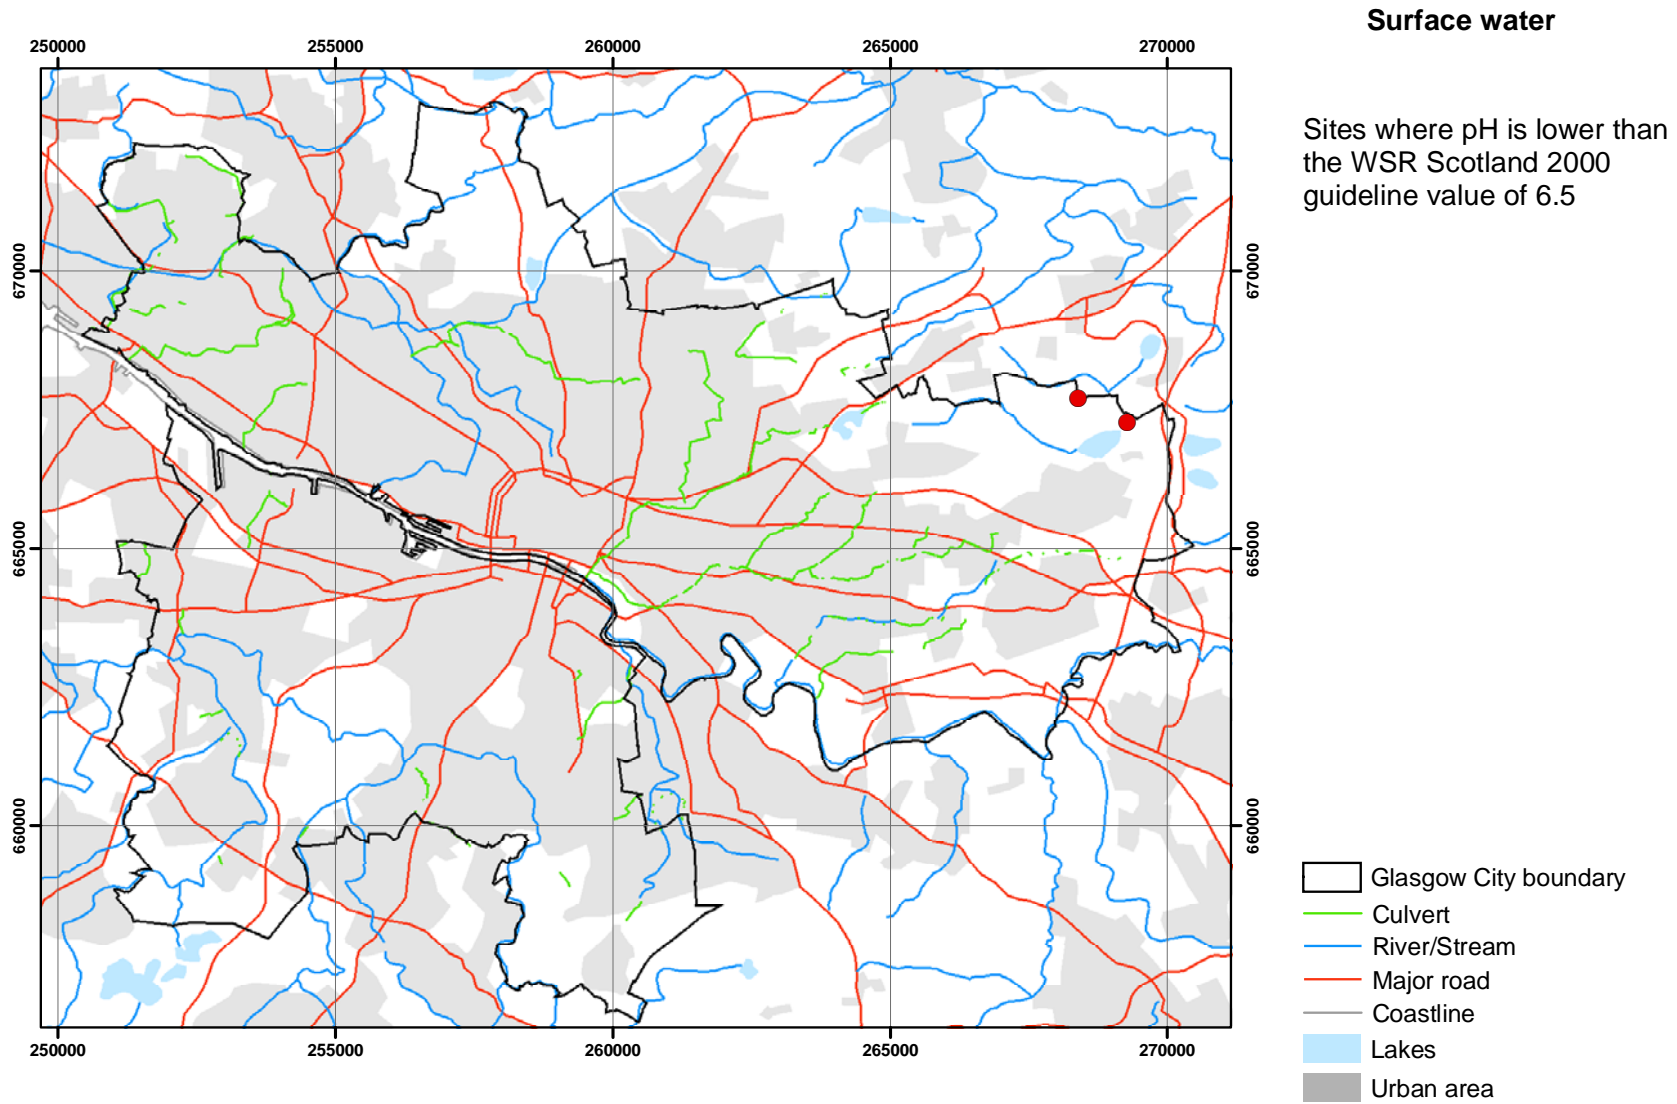 Surface water
Sites where pH is lower than
the WSR Scotland 2000
guideline value of 6.5
250000 255000 260000 265000 270000
670000 670000
665000 665000
660000 660000
250000 255000 260000 265000 270000
Glasgow City boundary
Culvert
River/Stream
Major road
Coastline
Lakes
Urban area